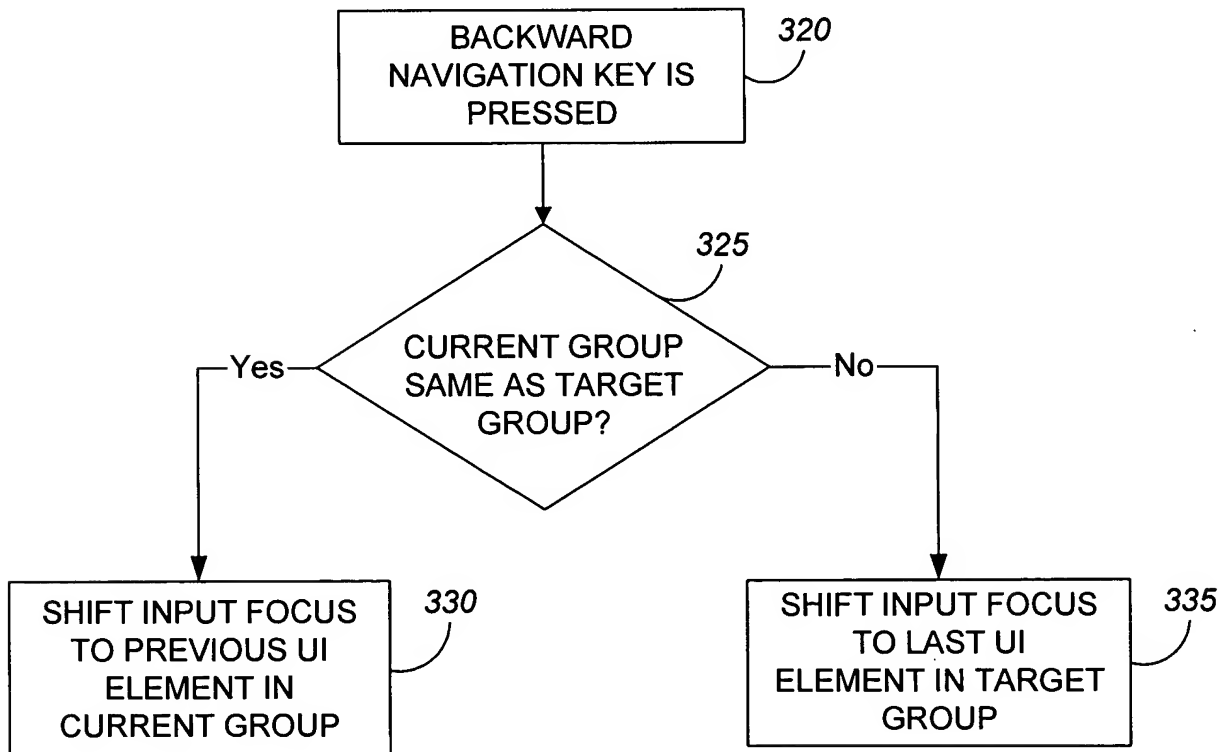 BACKWARD
NAVIGATION KEY IS
PRESSED
320
325
CURRENT GROUP
SAME AS TARGET
GROUP?
Yes
No
SHIFT INPUT FOCUS
TO PREVIOUS UI
ELEMENT IN
CURRENT GROUP
330
SHIFT INPUT FOCUS
TO LAST UI
ELEMENT IN TARGET
GROUP
335